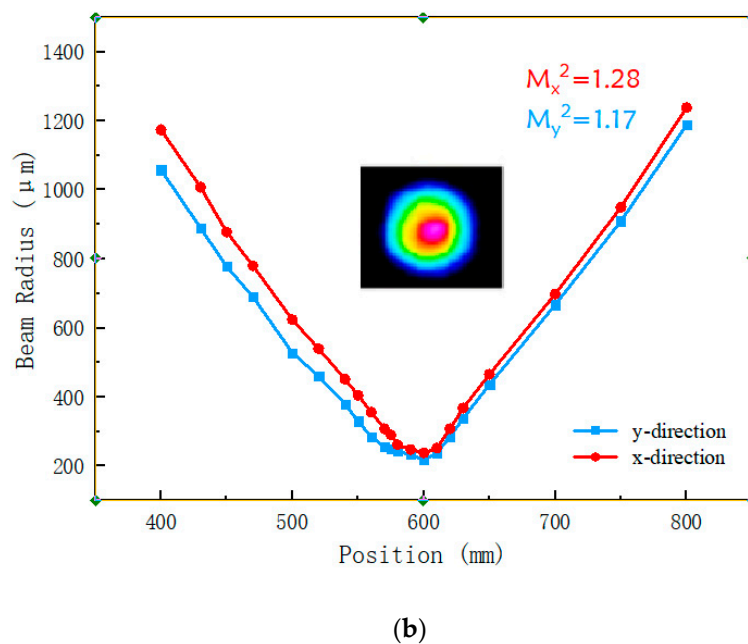 1400
1200
1000
800
600
400
200
Beam Radius (μm)
Mx²=1.28
My²=1.17
y-direction
x-direction
400 500 600 700 800
Position (mm)
(b)